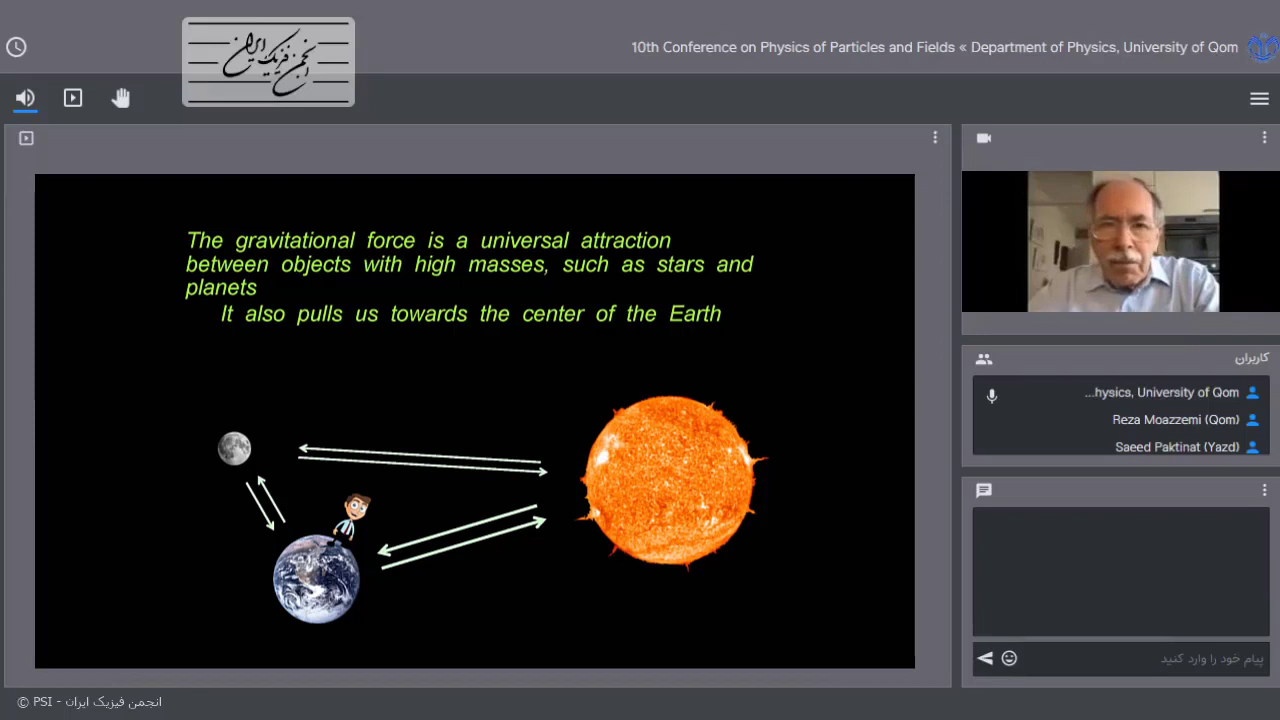 انجمن فیزیک ایران
10th Conference on Physics of Particles and Fields « Department of Physics, University of Qom
The gravitational force is a universal attraction
between objects with high masses, such as stars and
planets
It also pulls us towards the center of the Earth
کاربران
...hysics, University of Qom
Reza Moazzemi (Qom)
Saeed Paktinat (Yazd)
پیام خود را وارد کنید
© PSI - انجمن فیزیک ایران